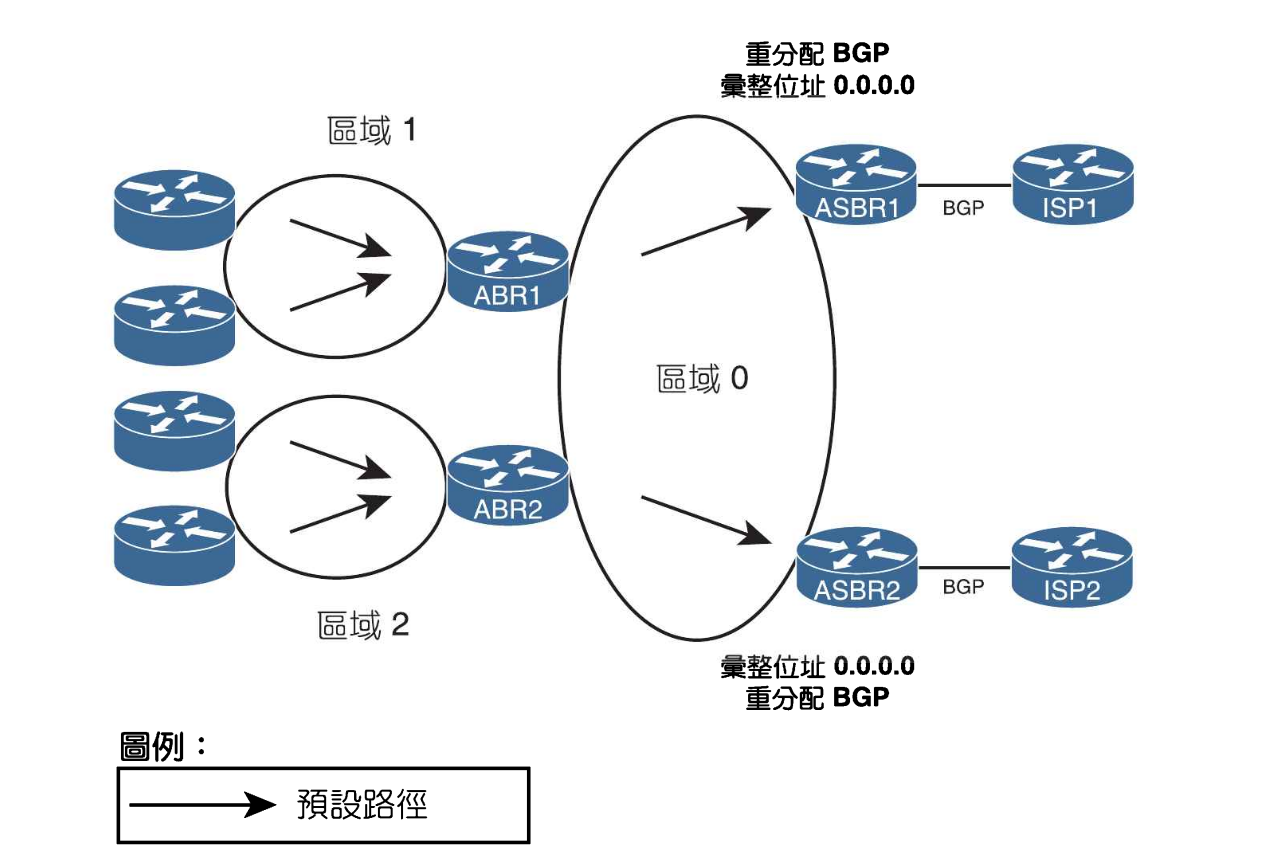 重分配 BGP
彙整位址 0.0.0.0
區域 1
ASBR1
BGP
ISP1
ABR1
區域 0
ABR2
ASBR2
BGP
ISP2
區域 2
彙整位址 0.0.0.0
重分配 BGP
圖例：
預設路徑